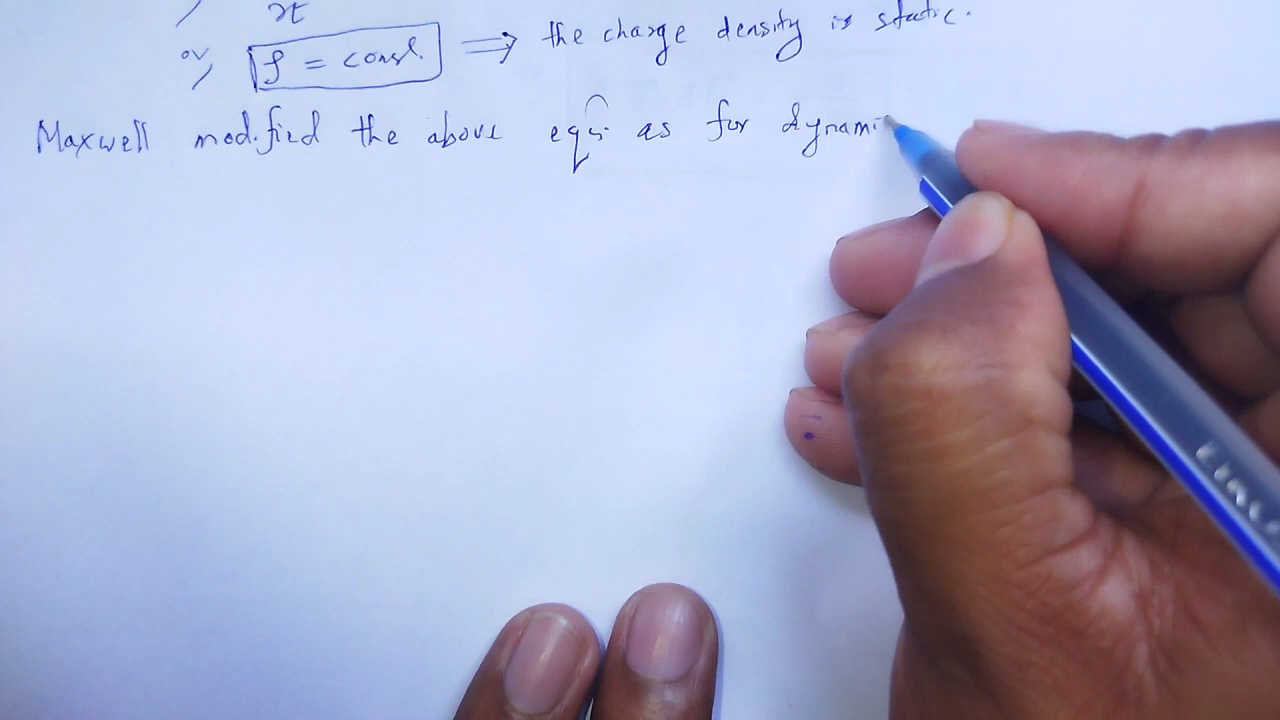 ∂t
or, ρ = const. ⟹ the charge density is static.
Maxwell modified the above eqn. as for dynami